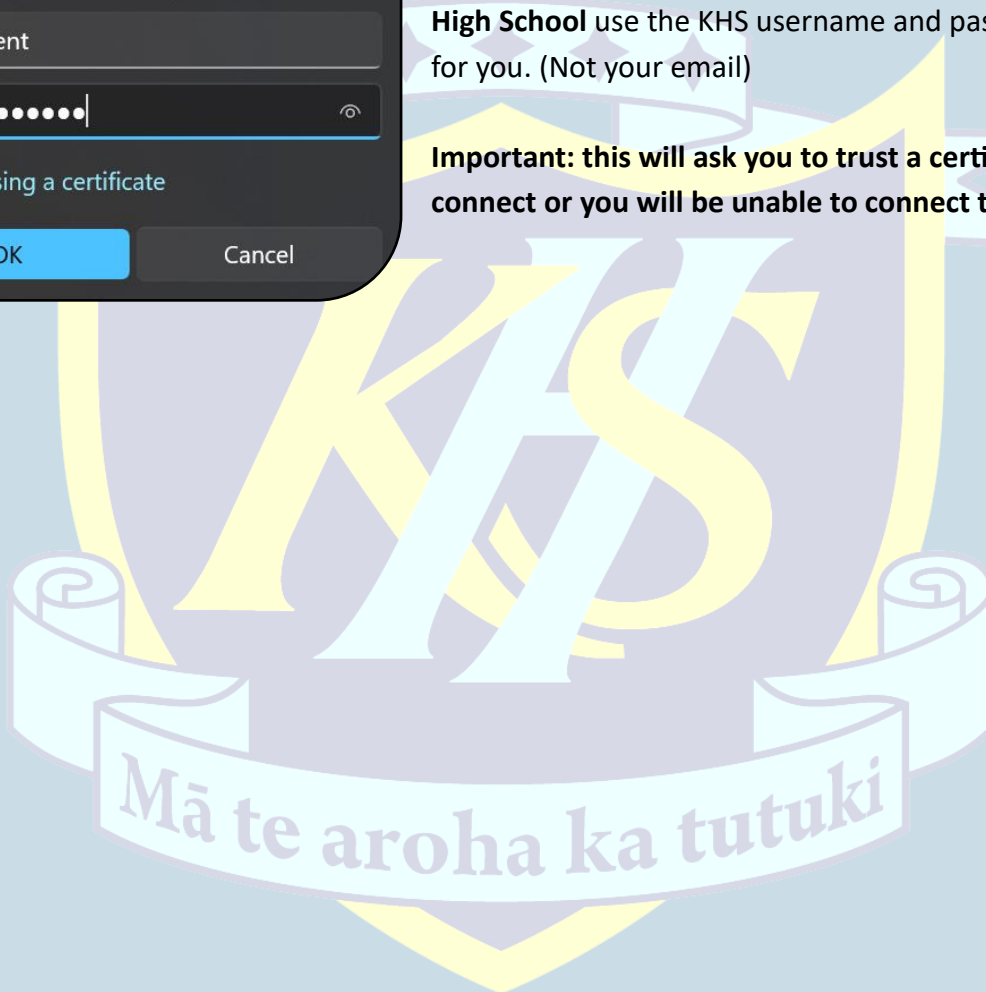 ent
sing a certificate
OK
Cancel
High School use the KHS username and pas
for you. (Not your email)
Important: this will ask you to trust a certi
connect or you will be unable to connect t
KHS
Mā te aroha ka tutuki